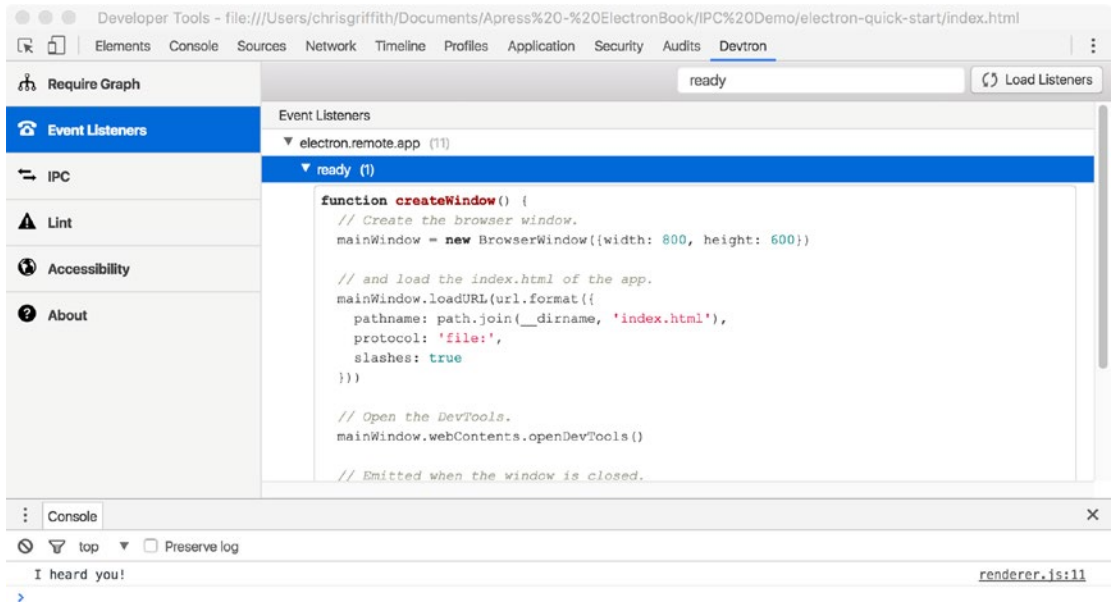 Developer Tools - file:///Users/chrisgriffith/Documents/Apress%20-%20ElectronBook/IPC%20Demo/electron-quick-start/index.html
Elements Console Sources Network Timeline Profiles Application Security Audits Devtron
Require Graph
ready
Load Listeners
Event Listeners
IPC
Lint
Accessibility
About
Event Listeners
electron.remote.app (11)
ready (1)
function createWindow() {
// Create the browser window.
mainWindow = new BrowserWindow({width: 800, height: 600})
// and load the index.html of the app.
mainWindow.loadURL(url.format({
pathname: path.join(__dirname, 'index.html'),
protocol: 'file:',
slashes: true
}))
// Open the DevTools.
mainWindow.webContents.openDevTools()
// Emitted when the window is closed.
Console
top Preserve log
I heard you! renderer.js:11
>